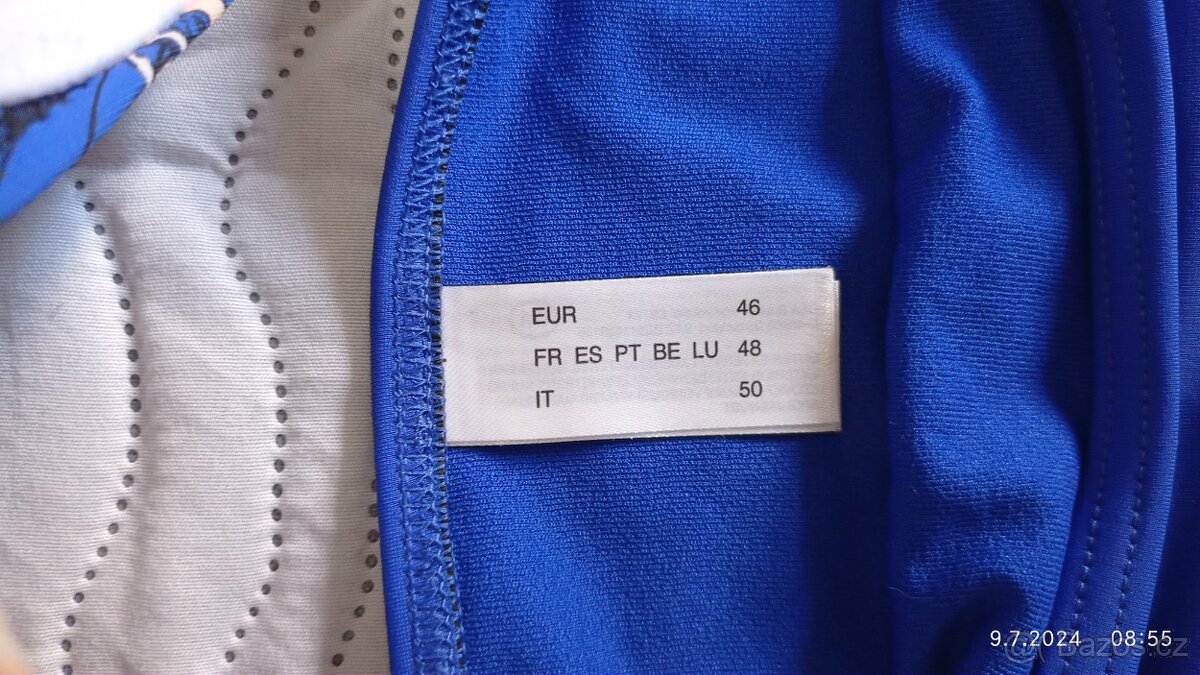 EUR 46
FR ES PT BE LU 48
IT 50
9.7.2024 08:55
@Bazos.cz